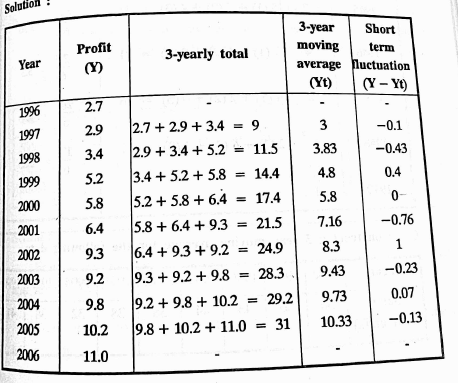 Solution :
Year | Profit (Y) | 3-yearly total | 3-year moving average (Yt) | Short term fluctuation (Y – Yt)
1996 | 2.7 | - | - | -
1997 | 2.9 | 2.7 + 2.9 + 3.4 = 9 | 3 | –0.1
1998 | 3.4 | 2.9 + 3.4 + 5.2 = 11.5 | 3.83 | –0.43
1999 | 5.2 | 3.4 + 5.2 + 5.8 = 14.4 | 4.8 | 0.4
2000 | 5.8 | 5.2 + 5.8 + 6.4 = 17.4 | 5.8 | 0
2001 | 6.4 | 5.8 + 6.4 + 9.3 = 21.5 | 7.16 | –0.76
2002 | 9.3 | 6.4 + 9.3 + 9.2 = 24.9 | 8.3 | 1
2003 | 9.2 | 9.3 + 9.2 + 9.8 = 28.3 | 9.43 | –0.23
2004 | 9.8 | 9.2 + 9.8 + 10.2 = 29.2 | 9.73 | 0.07
2005 | 10.2 | 9.8 + 10.2 + 11.0 = 31 | 10.33 | –0.13
2006 | 11.0 | - | - | -